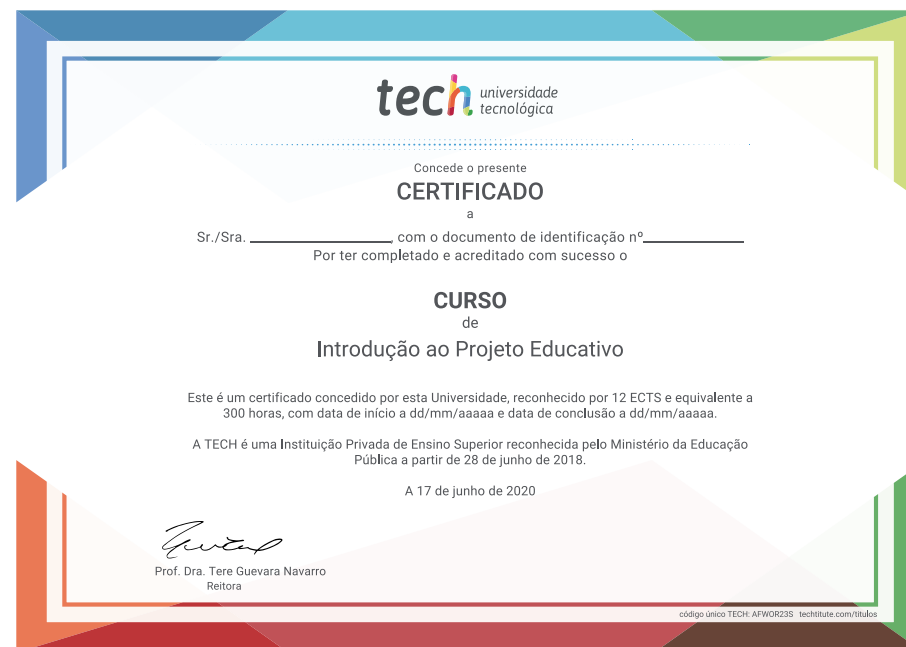 tech universidade
tecnológica
Concede o presente
CERTIFICADO
a
Sr./Sra. ____________________, com o documento de identificação nº______________
Por ter completado e acreditado com sucesso o
CURSO
de
Introdução ao Projeto Educativo
Este é um certificado concedido por esta Universidade, reconhecido por 12 ECTS e equivalente a
300 horas, com data de início a dd/mm/aaaaa e data de conclusão a dd/mm/aaaaa.
A TECH é uma Instituição Privada de Ensino Superior reconhecida pelo Ministério da Educação
Pública a partir de 28 de junho de 2018.
A 17 de junho de 2020
Prof. Dra. Tere Guevara Navarro
Reitora
código único TECH: AFWOR23S techtitute.com/titulos